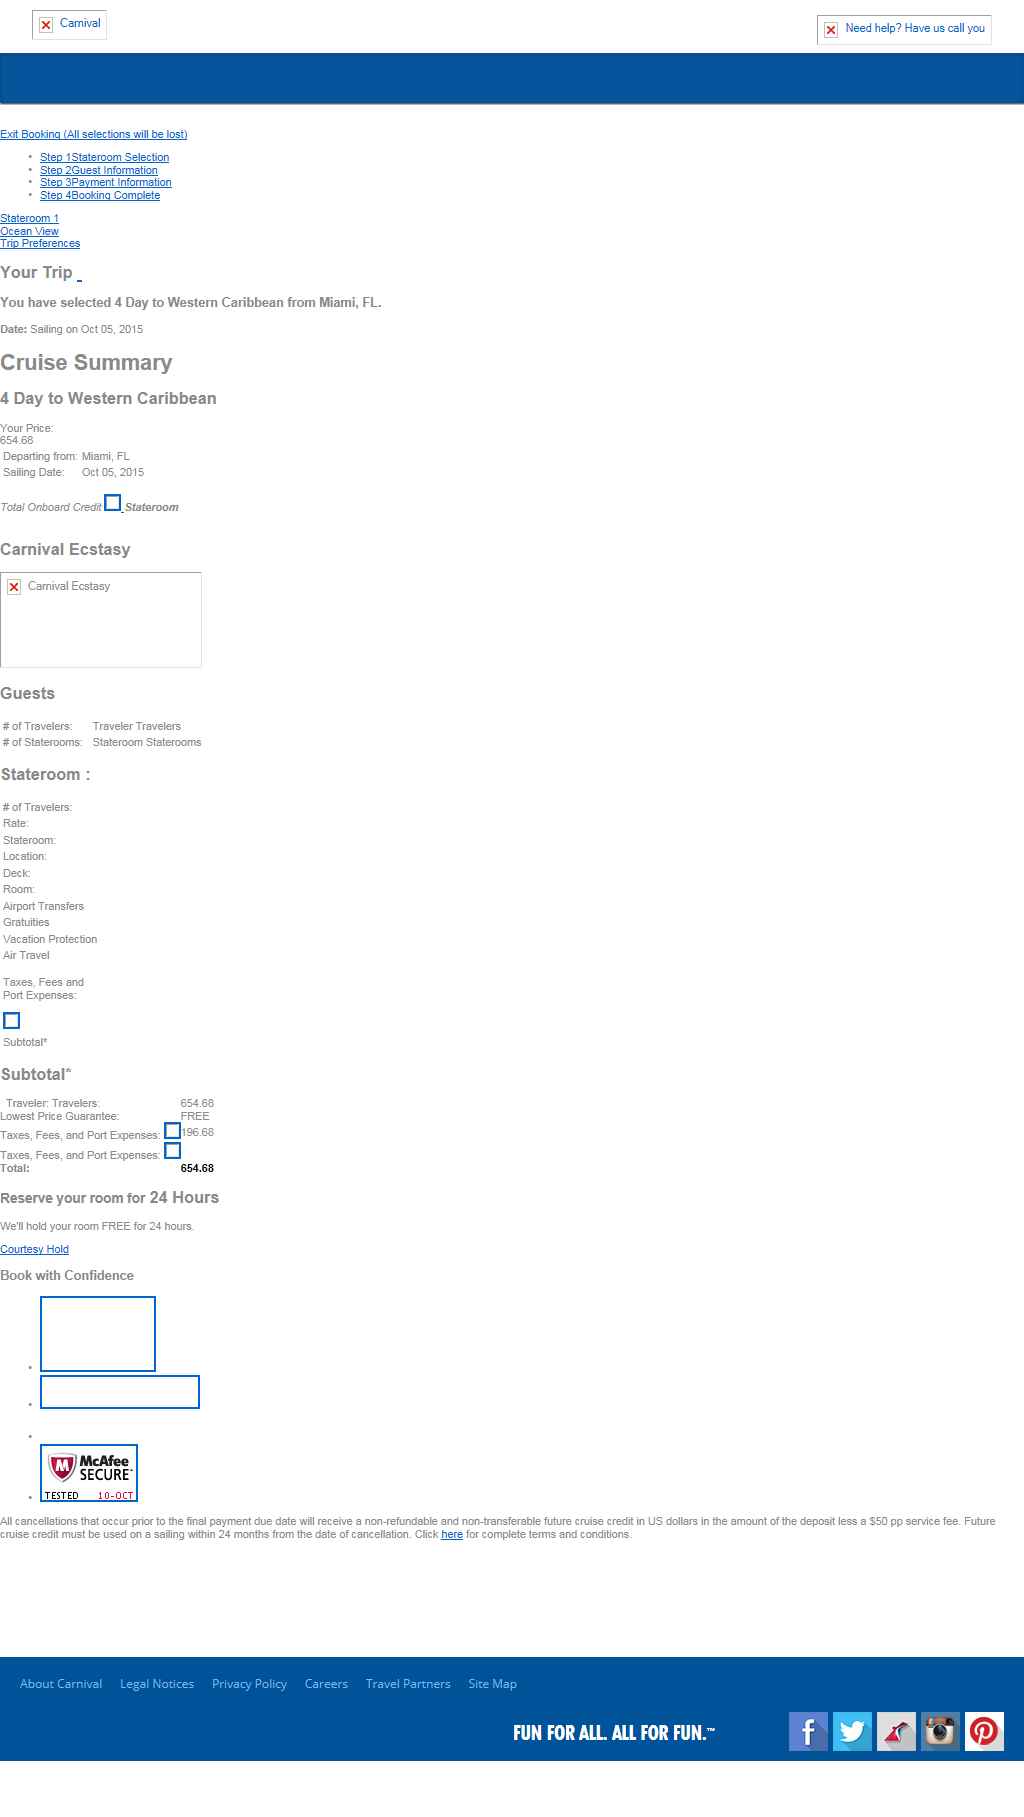 Carnival
Need help? Have us call you
Exit Booking (All selections will be lost)
• Step 1Stateroom Selection
• Step 2Guest Information
• Step 3Payment Information
• Step 4Booking Complete
Stateroom 1
Ocean View
Trip Preferences
Your Trip
You have selected 4 Day to Western Caribbean from Miami, FL.
Date: Sailing on Oct 05, 2015
Cruise Summary
4 Day to Western Caribbean
Your Price:
654.68
Departing from: Miami, FL
Sailing Date: Oct 05, 2015
Total Onboard Credit Stateroom
Carnival Ecstasy
Carnival Ecstasy
Guests
# of Travelers: Traveler Travelers
# of Staterooms: Stateroom Staterooms
Stateroom :
# of Travelers:
Rate:
Stateroom:
Location:
Deck:
Room:
Airport Transfers
Gratuities
Vacation Protection
Air Travel
Taxes, Fees and
Port Expenses:
Subtotal*
Subtotal*
Traveler: Travelers: 654.68
Lowest Price Guarantee: FREE
Taxes, Fees, and Port Expenses: 196.68
Taxes, Fees, and Port Expenses:
Total: 654.68
Reserve your room for 24 Hours
We'll hold your room FREE for 24 hours.
Courtesy Hold
Book with Confidence
McAfee
SECURE™
TESTED 10-OCT
All cancellations that occur prior to the final payment due date will receive a non-refundable and non-transferable future cruise credit in US dollars in the amount of the deposit less a $50 pp service fee. Future
cruise credit must be used on a sailing within 24 months from the date of cancellation. Click here for complete terms and conditions.
About Carnival Legal Notices Privacy Policy Careers Travel Partners Site Map
FUN FOR ALL. ALL FOR FUN.™